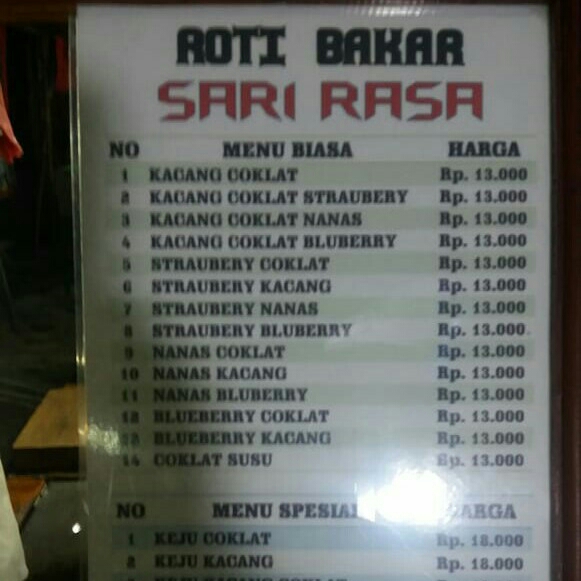 ROTI BAKAR
SARI RASA
NO MENU BIASA HARGA
1 KACANG COKLAT Rp. 13.000
2 KACANG COKLAT STRAUBERY Rp. 13.000
3 KACANG COKLAT NANAS Rp. 13.000
4 KACANG COKLAT BLUBERRY Rp. 13.000
5 STRAUBERY COKLAT Rp. 13.000
6 STRAUBERY KACANG Rp. 13.000
7 STRAUBERY NANAS Rp. 13.000
8 STRAUBERY BLUBERRY Rp. 13.000
9 NANAS COKLAT Rp. 13.000
10 NANAS KACANG Rp. 13.000
11 NANAS BLUBERRY Rp. 13.000
12 BLUEBERRY COKLAT Rp. 13.000
13 BLUEBERRY KACANG Rp. 13.000
14 COKLAT SUSU Rp. 13.000
NO MENU SPESIAL HARGA
1 KEJU COKLAT Rp. 18.000
2 KEJU KACANG Rp. 18.000